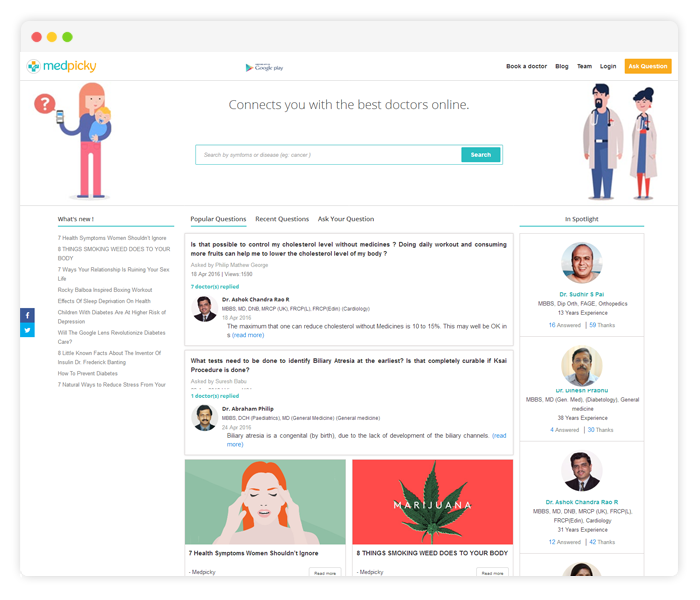 medpicky
Google play
Book a doctor
Blog
Team
Login
Ask Question
?
Connects you with the best doctors online.
Search by symtoms or disease (eg: cancer )
Search
What's new !
7 Health Symptoms Women Shouldn't Ignore
8 THINGS SMOKING WEED DOES TO YOUR
BODY
7 Ways Your Relationship Is Ruining Your Sex
Life
Rocky Balboa Inspired Boxing Workout
Effects Of Sleep Deprivation On Health
Children With Diabetes Are At Higher Risk of
Depression
Will The Google Lens Revolutionize Diabetes
Care?
8 Little Known Facts About The Inventor Of
Insulin Dr. Frederick Banting
How To Prevent Diabetes
7 Natural Ways to Reduce Stress From Your
Popular Questions
Recent Questions
Ask Your Question
Is that possible to control my cholesterol level without medicines ? Doing daily workout and consuming
more fruits can help me to lower the cholesterol level of my body ?
Asked by Philip Mathew George
18 Apr 2016 | Views:1590
7 doctor(s) replied
Dr. Ashok Chandra Rao R
MBBS, MD, DNB, MRCP (UK), FRCP(L), FRCP(Edin) (Cardiology)
18 Apr 2016
The maximum that one can reduce cholesterol without Medicines is 10 to 15%. This may well be OK in
s (read more)
What tests need to be done to identify Biliary Atresia at the earliest? Is that completely curable if Ksai
Procedure is done?
Asked by Suresh Babu
1 doctor(s) replied
Dr. Abraham Philip
MBBS, DCH (Paediatrics), MD (General Medicine) (General medicine)
24 Apr 2016
Biliary atresia is a congenital (by birth), due to the lack of development of the biliary channels. (read
more)
7 Health Symptoms Women Shouldn't Ignore
- Medpicky
Read more
MARIJUANA
8 THINGS SMOKING WEED DOES TO YOUR BODY
- Medpicky
Read more
In Spotlight
Dr. Sudhir S Pai
MBBS, Dip Orth, FAGE, Orthopedics
13 Years Experience
16 Answered | 59 Thanks
Dr. Dinesh Prabhu
MBBS, MD (Gen. Med), (Diabetology), General
medicine
38 Years Experience
4 Answered | 30 Thanks
Dr. Ashok Chandra Rao R
MBBS, MD, DNB, MRCP (UK), FRCP(L),
FRCP(Edin), Cardiology
31 Years Experience
12 Answered | 42 Thanks